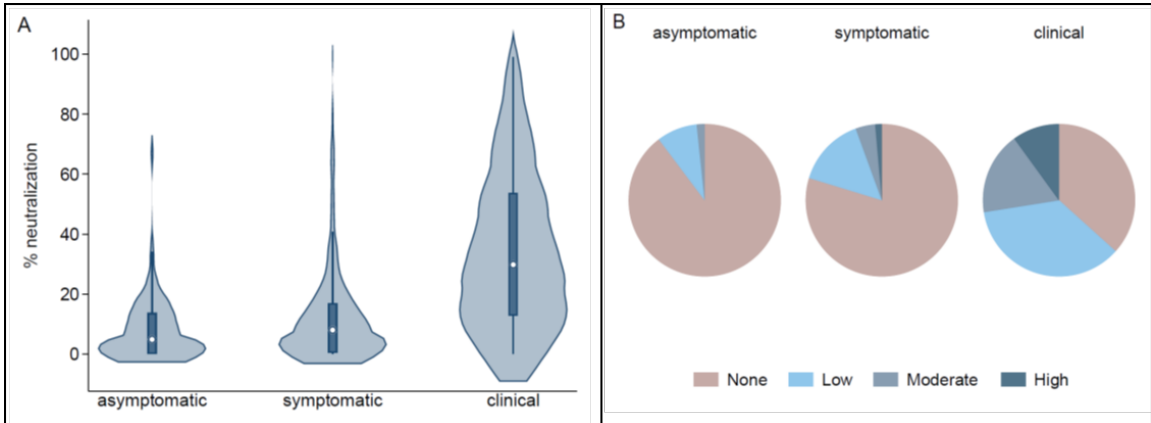 A
% neutralization
100
80
60
40
20
0
asymptomatic symptomatic clinical
B
asymptomatic symptomatic clinical
None Low Moderate High